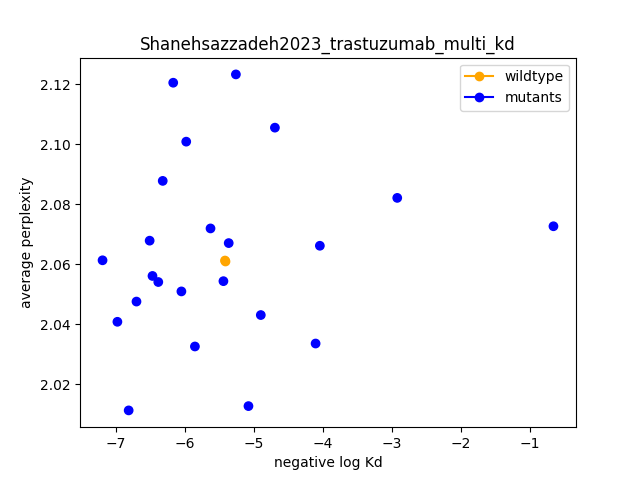 Shanehsazzadeh2023_trastuzumab_multi_kd
wildtype
mutants
average perplexity
2.12
2.10
2.08
2.06
2.04
2.02
−7 −6 −5 −4 −3 −2 −1
negative log Kd